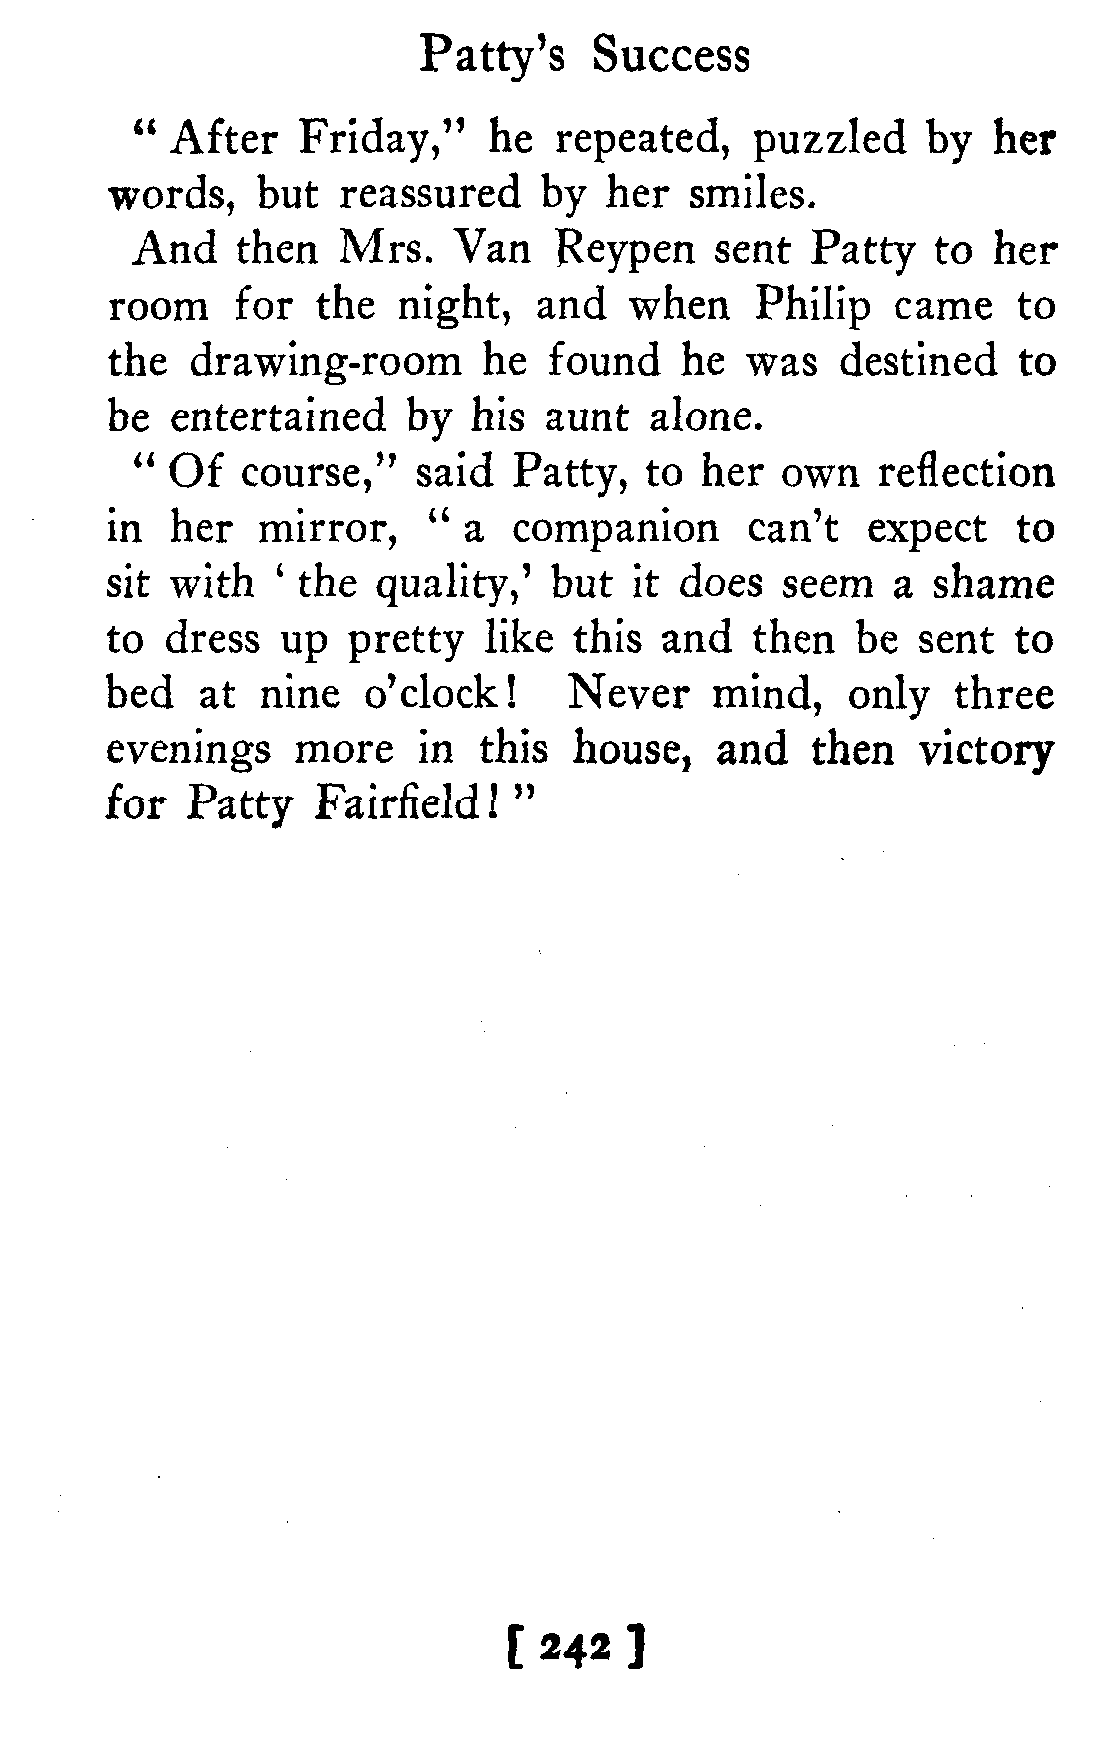 Patty's Success
" After Friday," he repeated, puzzled by her
words, but reassured by her smiles.
And then Mrs. Van Reypen sent Patty to her
room for the night, and when Philip came to
the drawing-room he found he was destined to
be entertained by his aunt alone.
" Of course," said Patty, to her own reflection
in her mirror, " a companion can't expect to
sit with ' the quality,' but it does seem a shame
to dress up pretty like this and then be sent to
bed at nine o'clock! Never mind, only three
evenings more in this house, and then victory
for Patty Fairfield! "
[ 242 ]